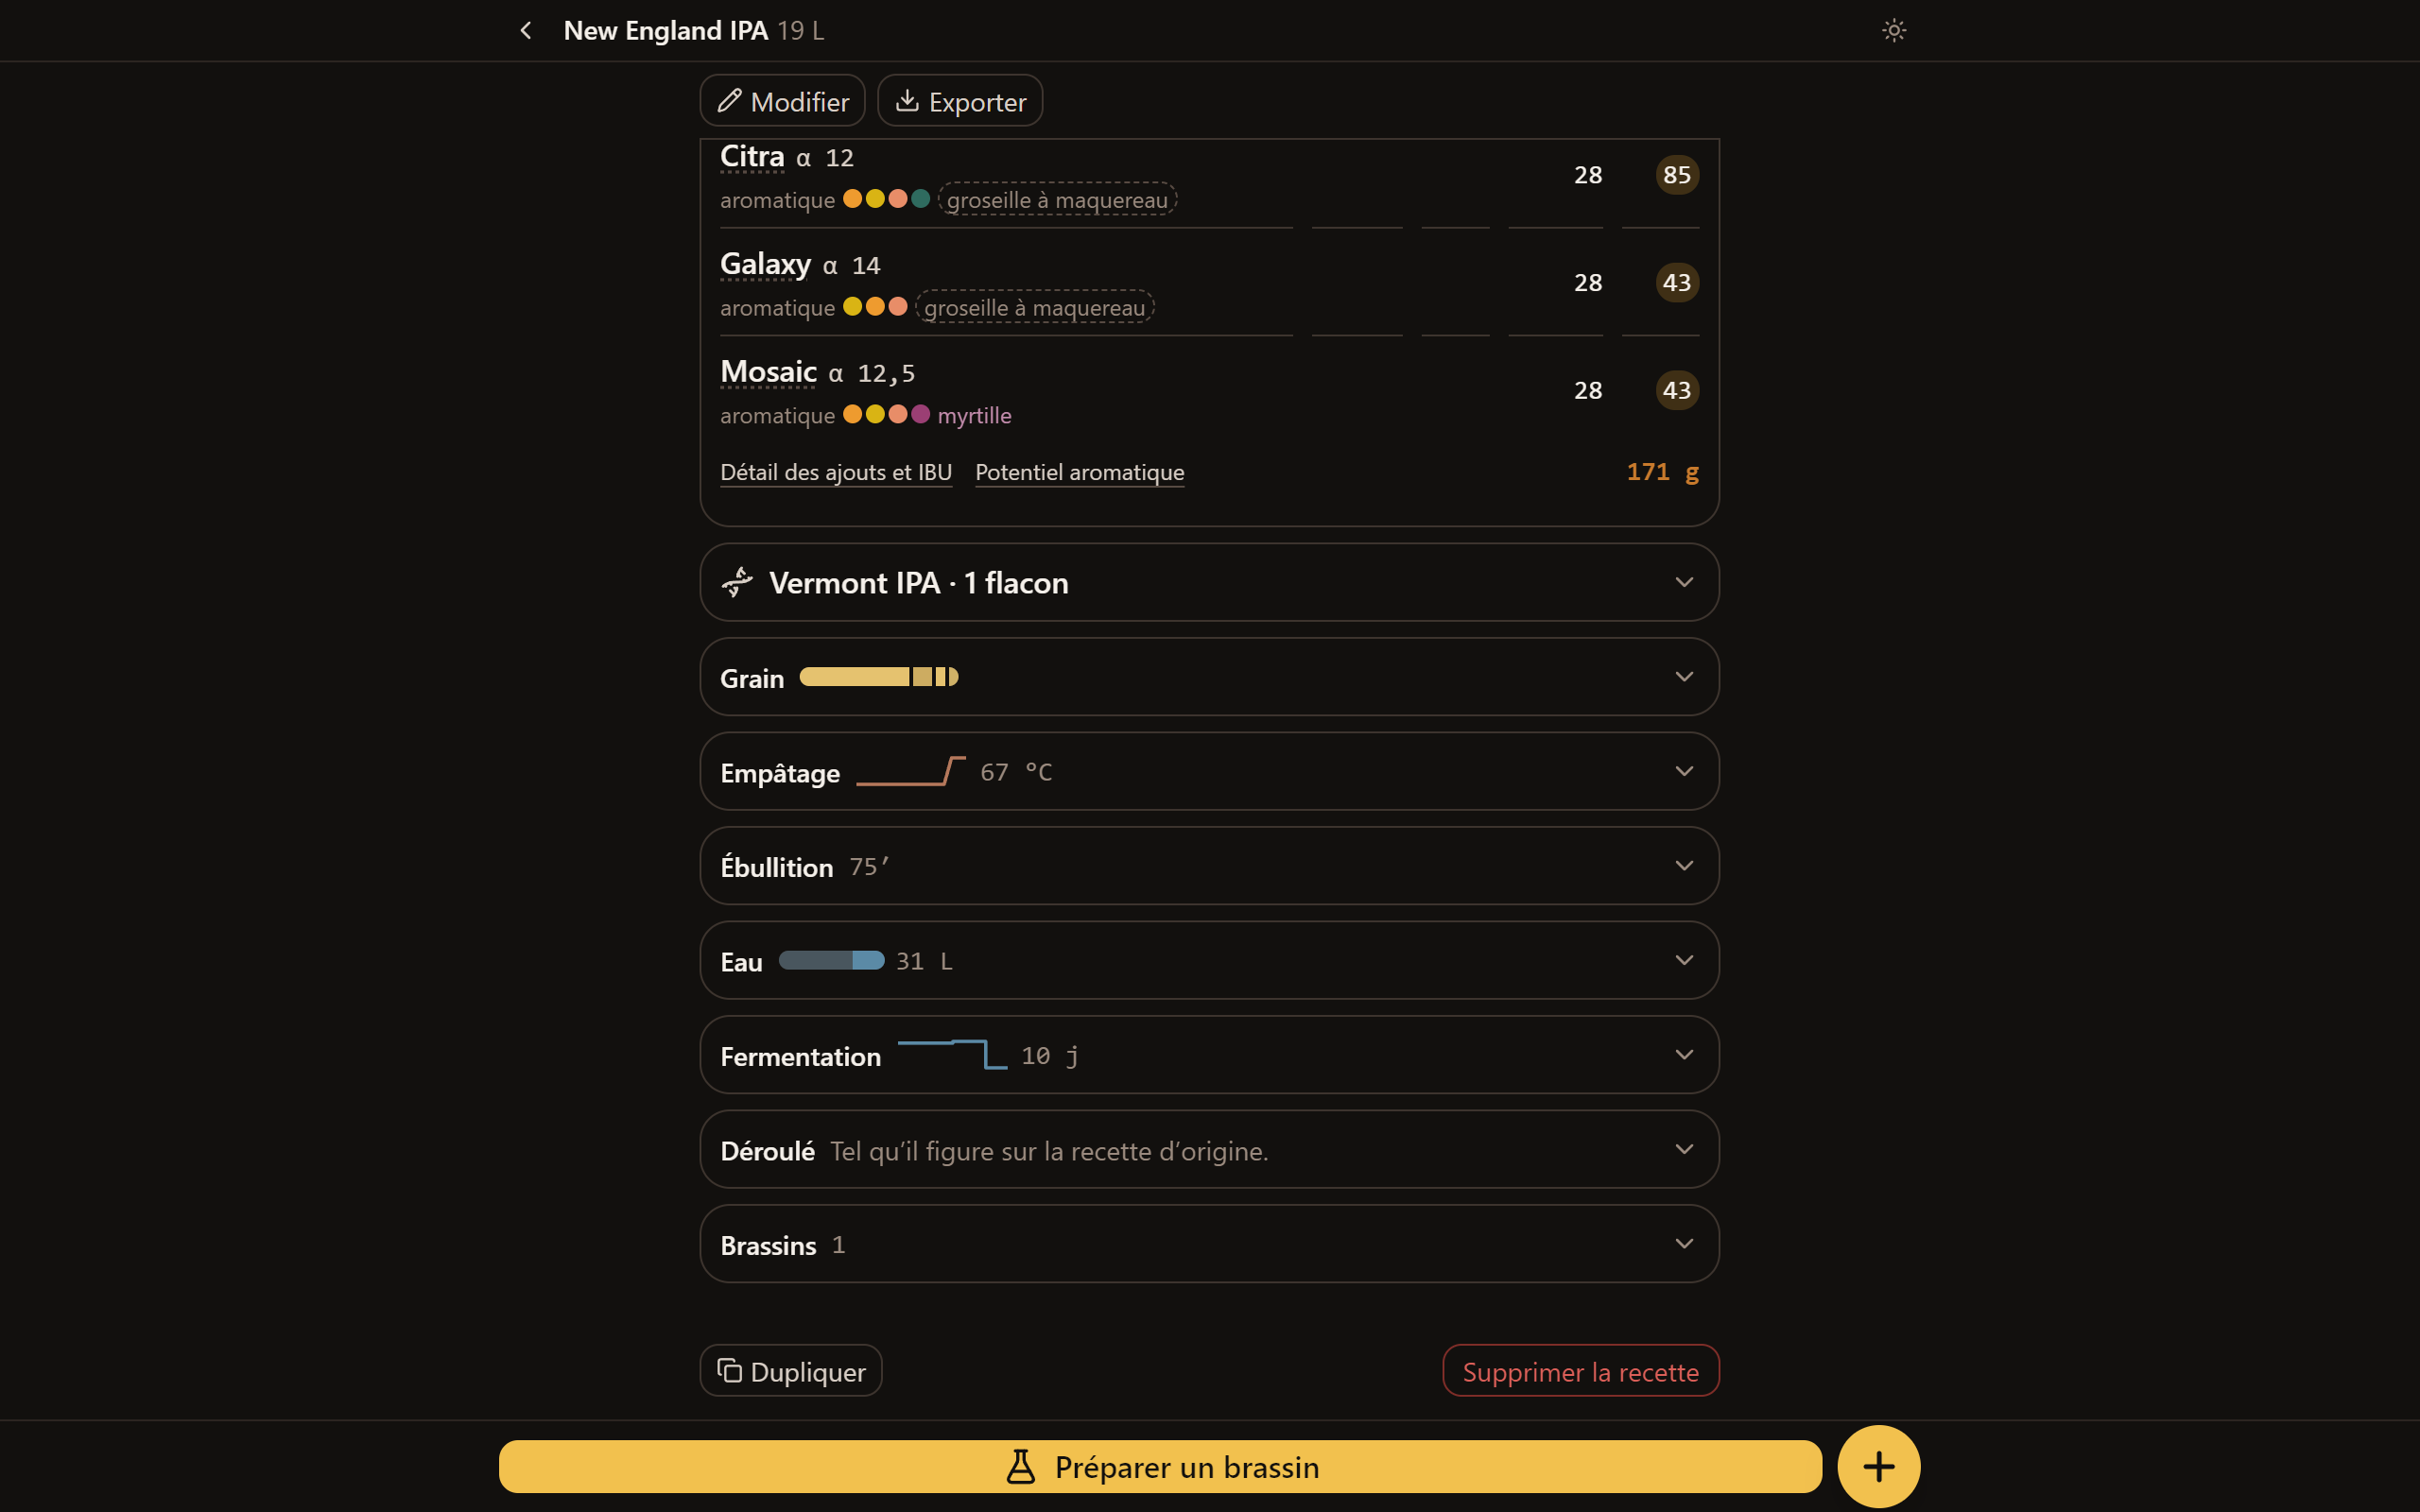 New England IPA 19 L
Modifier Exporter
Citra α 12
28 85
aromatique groseille à maquereau
Galaxy α 14
28 43
aromatique groseille à maquereau
Mosaic α 12,5
28 43
aromatique myrtille
Détail des ajouts et IBU Potentiel aromatique 171 g
Vermont IPA · 1 flacon
Grain
Empâtage 67 °C
Ébullition 75′
Eau 31 L
Fermentation 10 j
Déroulé Tel qu’il figure sur la recette d’origine.
Brassins 1
Dupliquer Supprimer la recette
Préparer un brassin